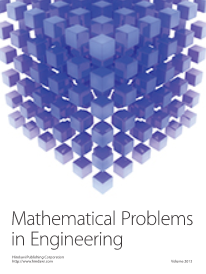 Mathematical Problems
in Engineering
Hindawi Publishing Corporation
http://www.hindawi.com Volume 2013